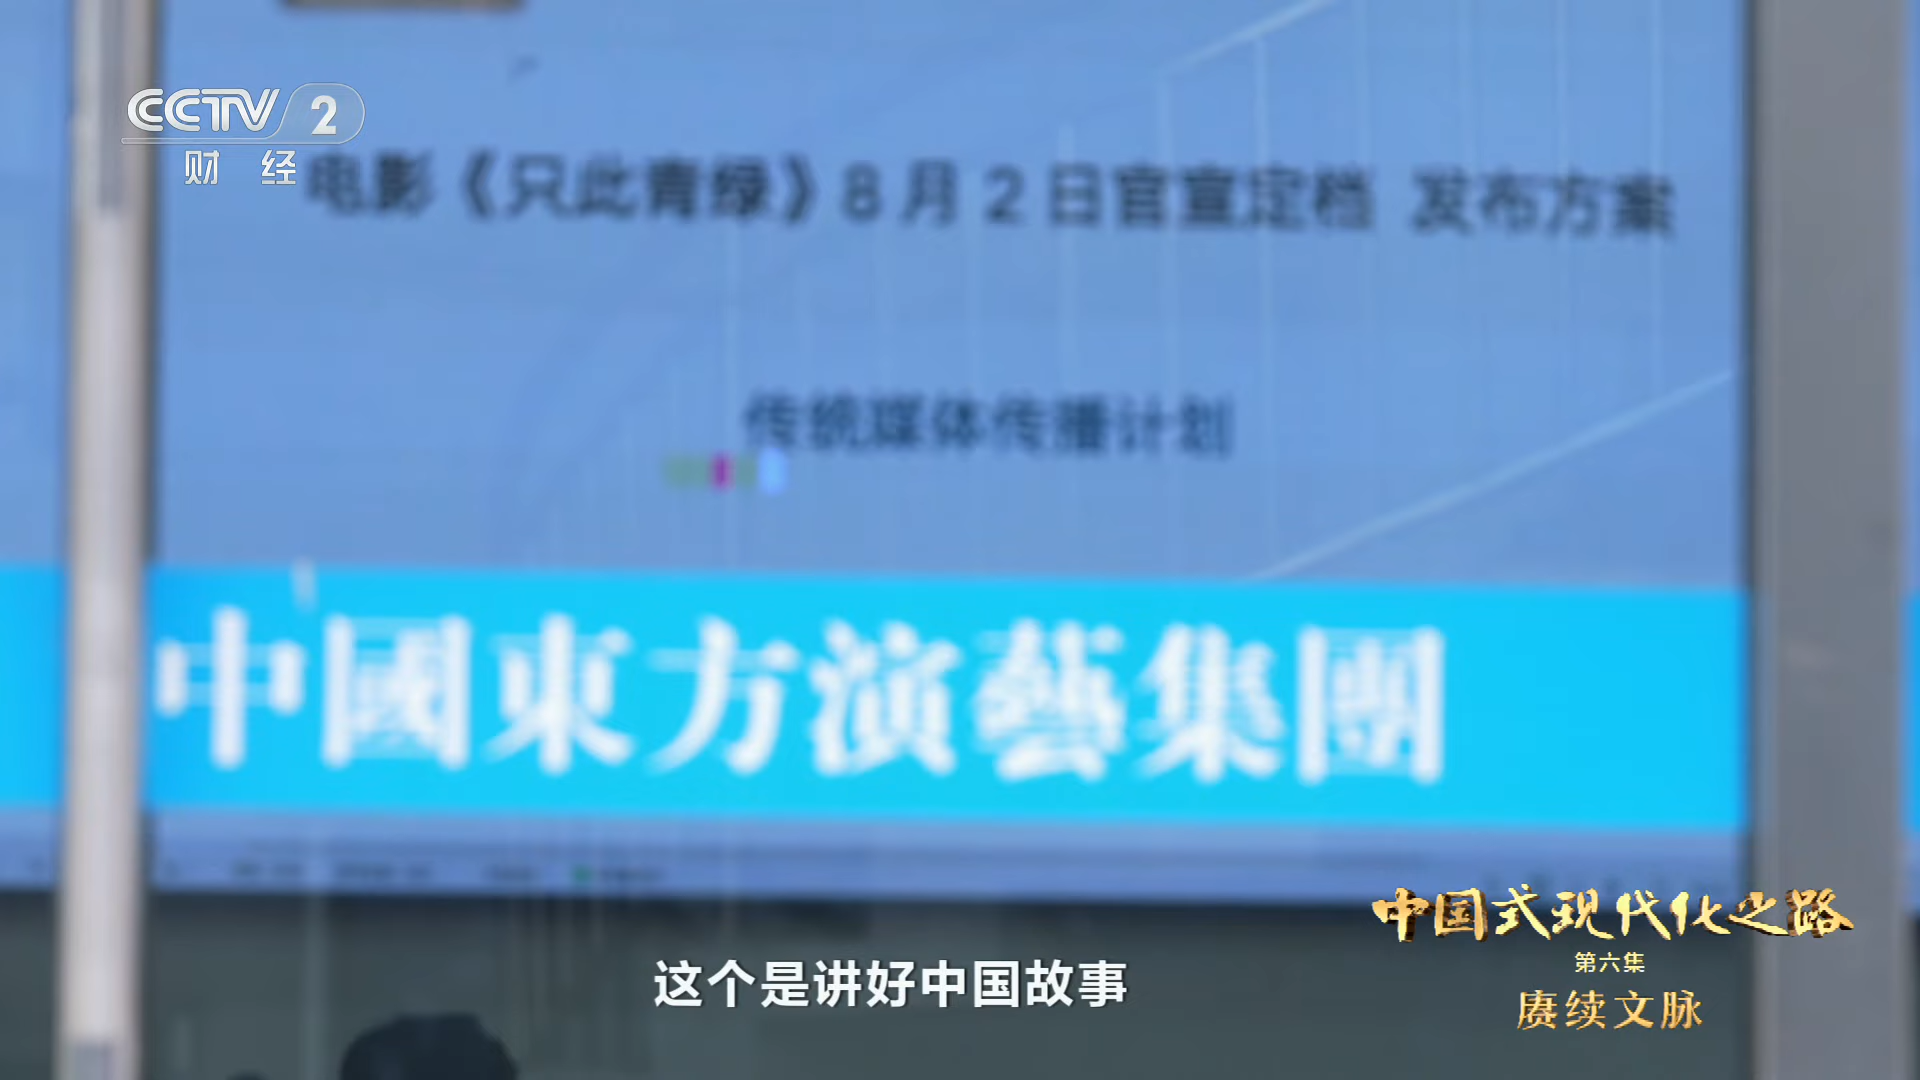 CCTV 2
财 经
电影《只此青绿》8月2日官宣定档 发布方案
传统媒体传播计划
中國東方演藝集團
中国式现代化之路
第六集
赓续文脉
这个是讲好中国故事